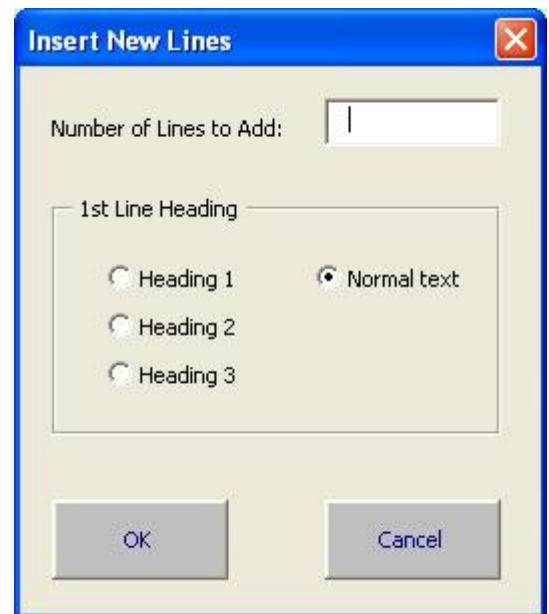 Insert New Lines
Number of Lines to Add:
1st Line Heading
Heading 1
Normal text
Heading 2
Heading 3
OK
Cancel